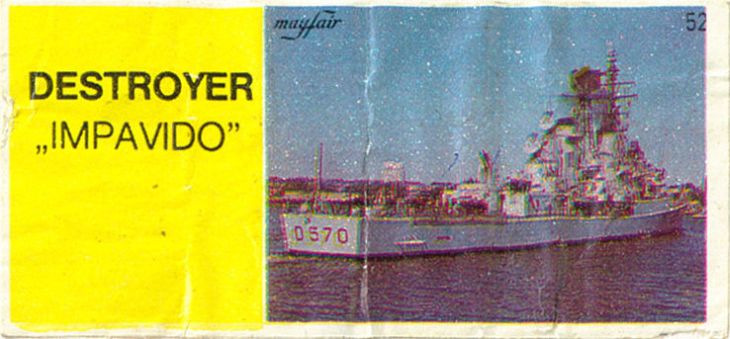 DESTROYER
„IMPAVIDO”
mayfair
52
D570